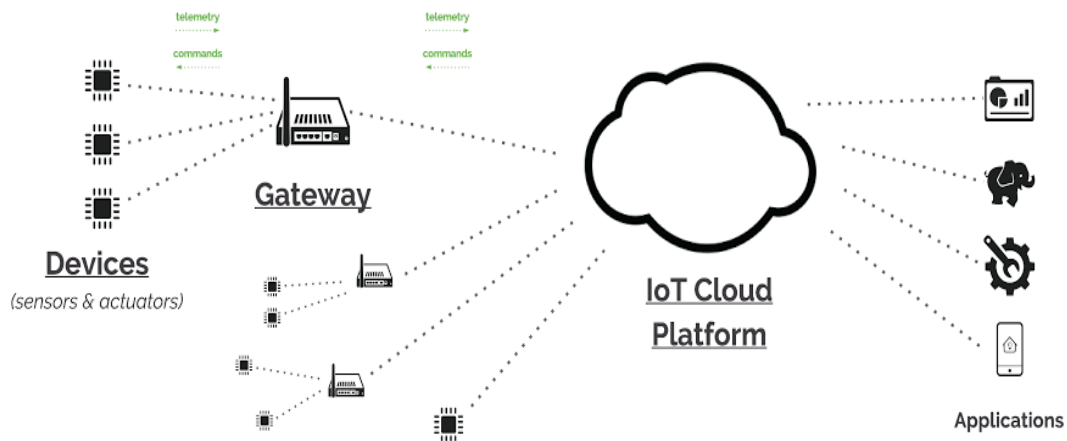 telemetry
telemetry
commands
commands
Gateway
Devices
(sensors & actuators)
IoT Cloud
Platform
Applications